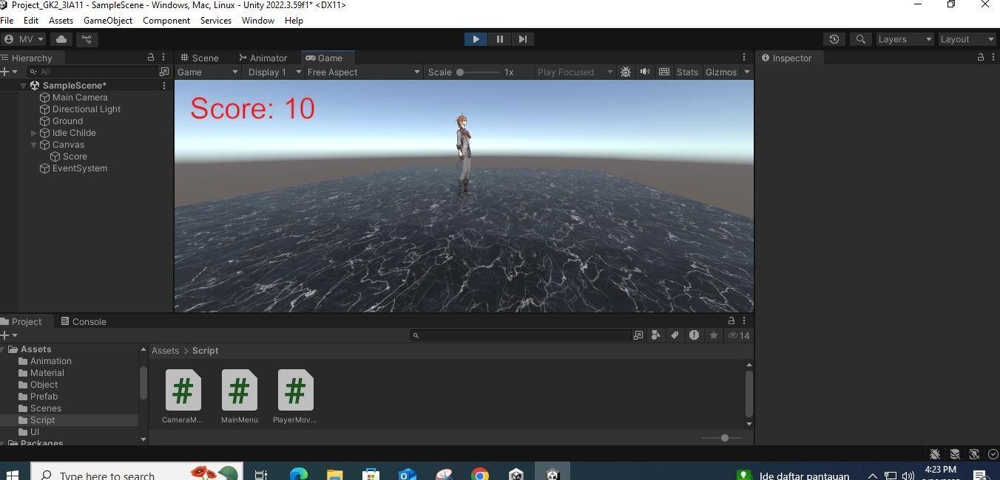 Project_GK2_3IA11 - SampleScene - Windows, Mac, Linux - Unity 2022.3.59f1* <DX11>
File Edit Assets GameObject Component Services Window Help
MV Layers Layout
Hierarchy Scene Animator Game Inspector
All Game Display 1 Free Aspect Scale 1x Play Focused Stats Gizmos
SampleScene*
Main Camera
Directional Light
Ground
Idle Childe
Canvas
Score
EventSystem
Score: 10
Project Console
14
Assets
Animation
Material
Object
Prefab
Scenes
Script
UI
Packages
Assets > Script
CameraM... MainMenu PlayerMov...
Type here to search
Ide daftar pantauan
4:23 PM